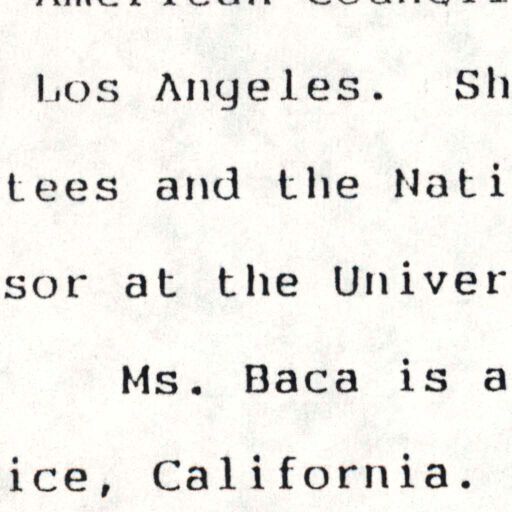 American Council
Los Angeles. Sh
tees and the Nati
sor at the Univer
Ms. Baca is a
ice, California.